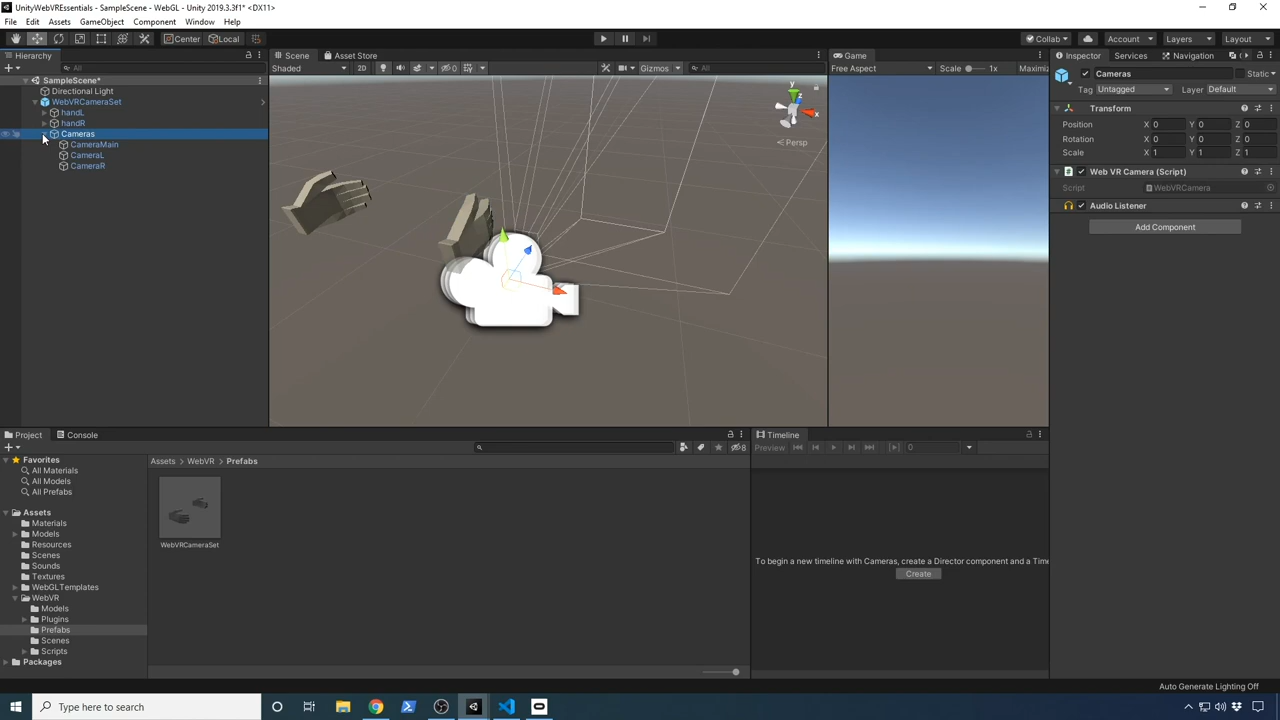 UnityWebVREssentials - SampleScene - WebGL - Unity 2019.3.3f1* <DX11>
File Edit Assets GameObject Component Window Help
Center Local Collab Account Layers Layout
Hierarchy
All
SampleScene*
Directional Light
WebVRCameraSet
handL
handR
Cameras
CameraMain
CameraL
CameraR
Scene Asset Store
Shaded 2D 0 Gizmos All
y
z
x
Persp
Game
Free Aspect Scale 1x Maximiz
Inspector Services Navigation
Cameras Static
Tag Untagged Layer Default
Transform
Position X 0 Y 0 Z 0
Rotation X 0 Y 0 Z 0
Scale X 1 Y 1 Z 1
Web VR Camera (Script)
Script WebVRCamera
Audio Listener
Add Component
Project Console
8
Favorites
All Materials
All Models
All Prefabs
Assets
Materials
Models
Resources
Scenes
Sounds
Textures
WebGLTemplates
WebVR
Models
Plugins
Prefabs
Scenes
Scripts
Packages
Assets > WebVR > Prefabs
WebVRCameraSet
Timeline
Preview 0
To begin a new timeline with Cameras, create a Director component and a Time
Create
Auto Generate Lighting Off
Type here to search